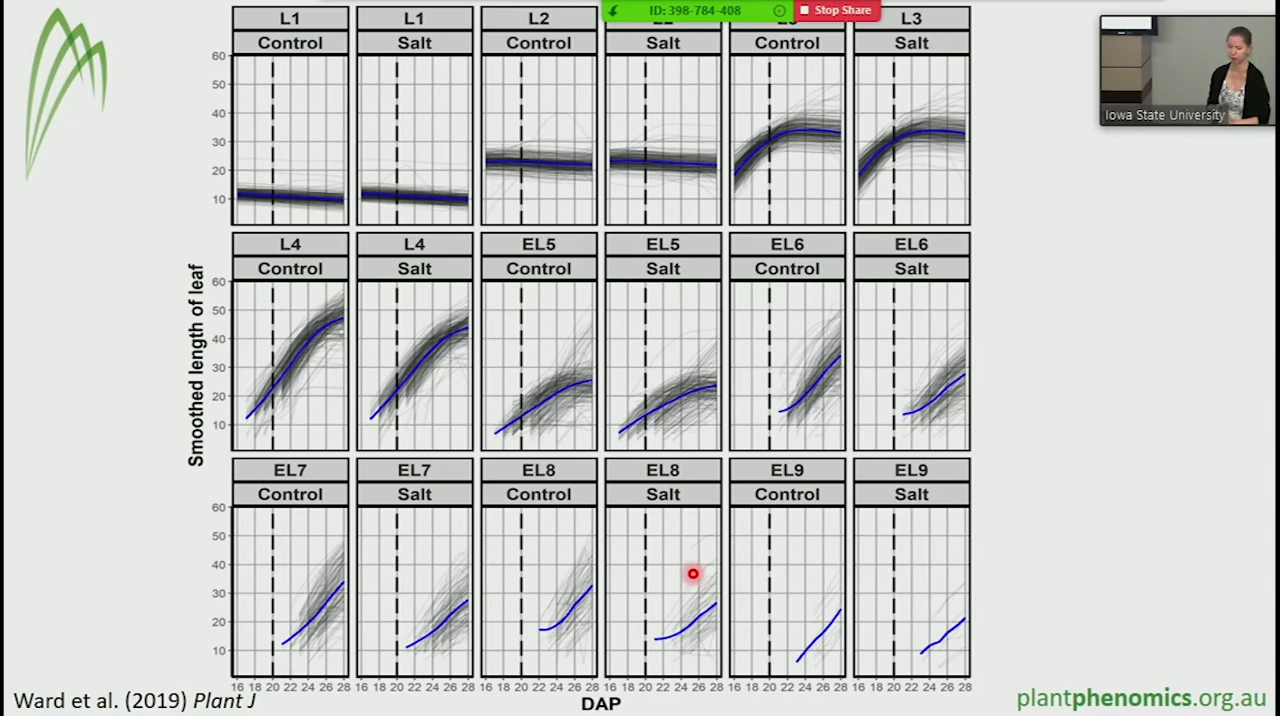 ID: 398-784-408 Stop Share
L1 L1 L2 L3
Control Salt Control Salt Control Salt
60
50
40
30
20
10
L4 L4 EL5 EL5 EL6 EL6
Control Salt Control Salt Control Salt
60
50
40
30
20
10
EL7 EL7 EL8 EL8 EL9 EL9
Control Salt Control Salt Control Salt
60
50
40
30
20
10
16 18 20 22 24 26 28 16 18 20 22 24 26 28 16 18 20 22 24 26 28 16 18 20 22 24 26 28 16 18 20 22 24 26 28 16 18 20 22 24 26 28
Smoothed length of leaf
DAP
Iowa State University
Ward et al. (2019) Plant J
plantphenomics.org.au